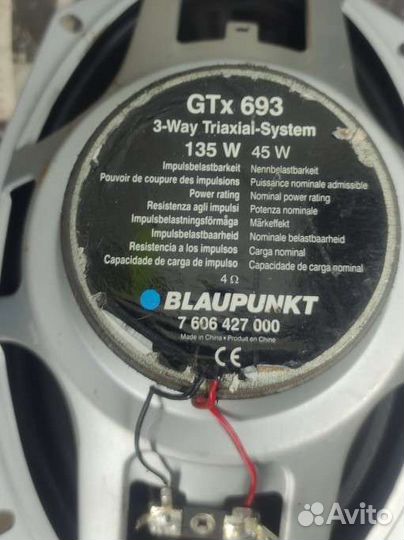 GTx 693
3-Way Triaxial-System
135 W 45 W
Impulsbelastbarkeit Nennbelastbarkeit
Pouvoir de coupure des impulsions Puissance nominale admissible
Power rating Nominal power rating
Resistenza agli impulsi Potenza nominale
Impulsbelastningsförmåga Märkeffekt
Impulsbelastbaarheid Nominale belastbaarheid
Resistencia a los impulsos Carga nominal
Capacidade de carga de impulso Capacidade de carga nominal
4 Ω
BLAUPUNKT
7 606 427 000
Made in China • Produit en Chine
CE
Avito